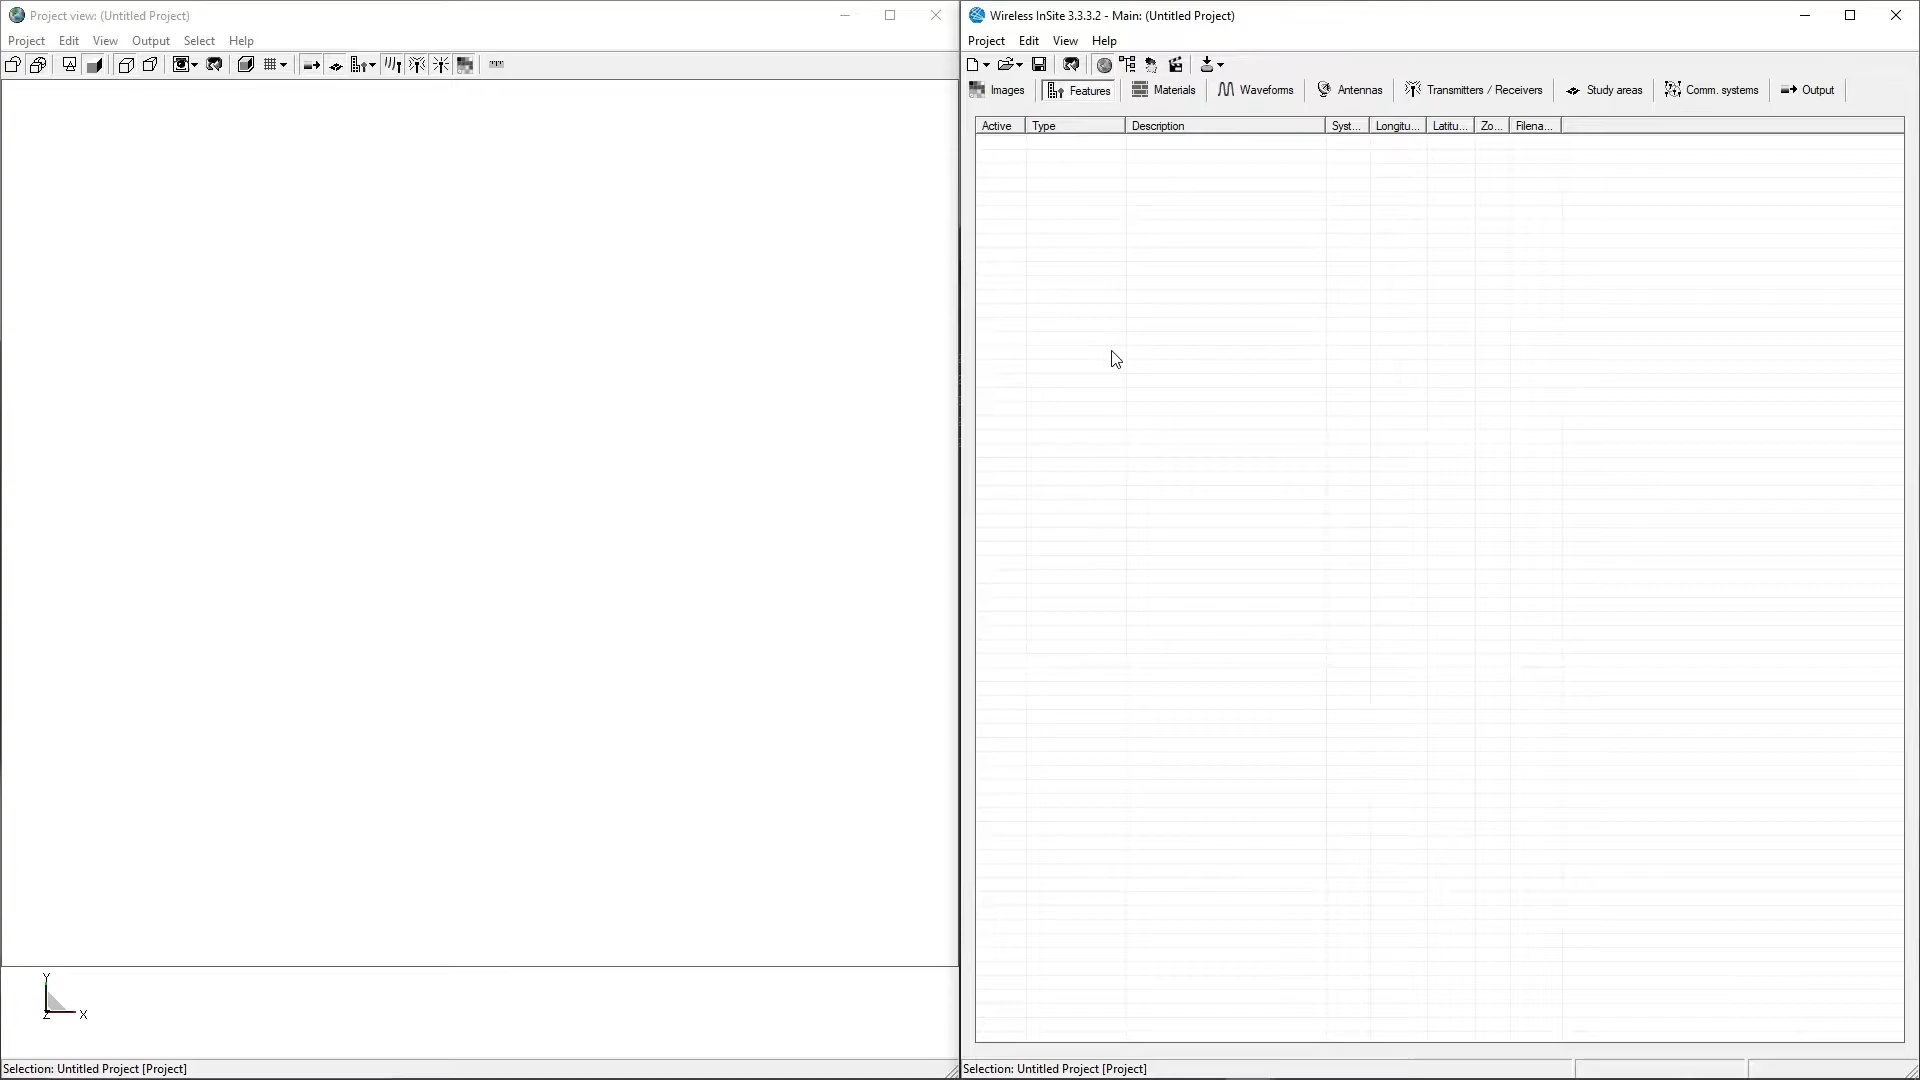 Project view: (Untitled Project)
Project Edit View Output Select Help
Y
Z X
Selection: Untitled Project [Project]
Wireless InSite 3.3.3.2 - Main: (Untitled Project)
Project Edit View Help
Images Features Materials Waveforms Antennas Transmitters / Receivers Study areas Comm. systems Output
Active Type Description Syst... Longitu... Latitu... Zo... Filena...
Selection: Untitled Project [Project]